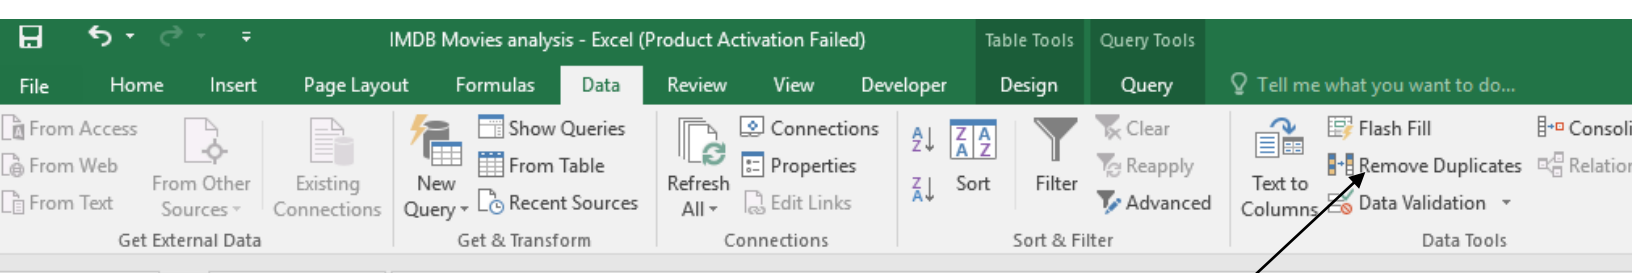 IMDB Movies analysis - Excel (Product Activation Failed) Table Tools Query Tools
File Home Insert Page Layout Formulas Data Review View Developer Design Query Tell me what you want to do...
From Access
From Web
From Text
From Other
Sources
Existing
Connections
Get External Data
New
Query
Show Queries
From Table
Recent Sources
Get & Transform
Refresh
All
Connections
Properties
Edit Links
Connections
Sort
Filter
Clear
Reapply
Advanced
Sort & Filter
Text to
Columns
Flash Fill
Remove Duplicates
Data Validation
Consoli
Relation
Data Tools